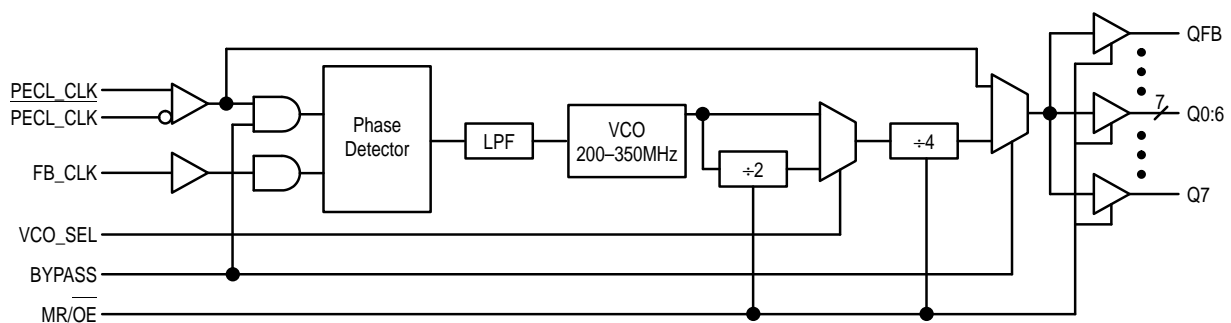 PECL_CLK
PECL_CLK
FB_CLK
VCO_SEL
BYPASS
MR/OE
Phase
Detector
LPF
VCO
200–350MHz
÷2
÷4
QFB
7
Q0:6
Q7